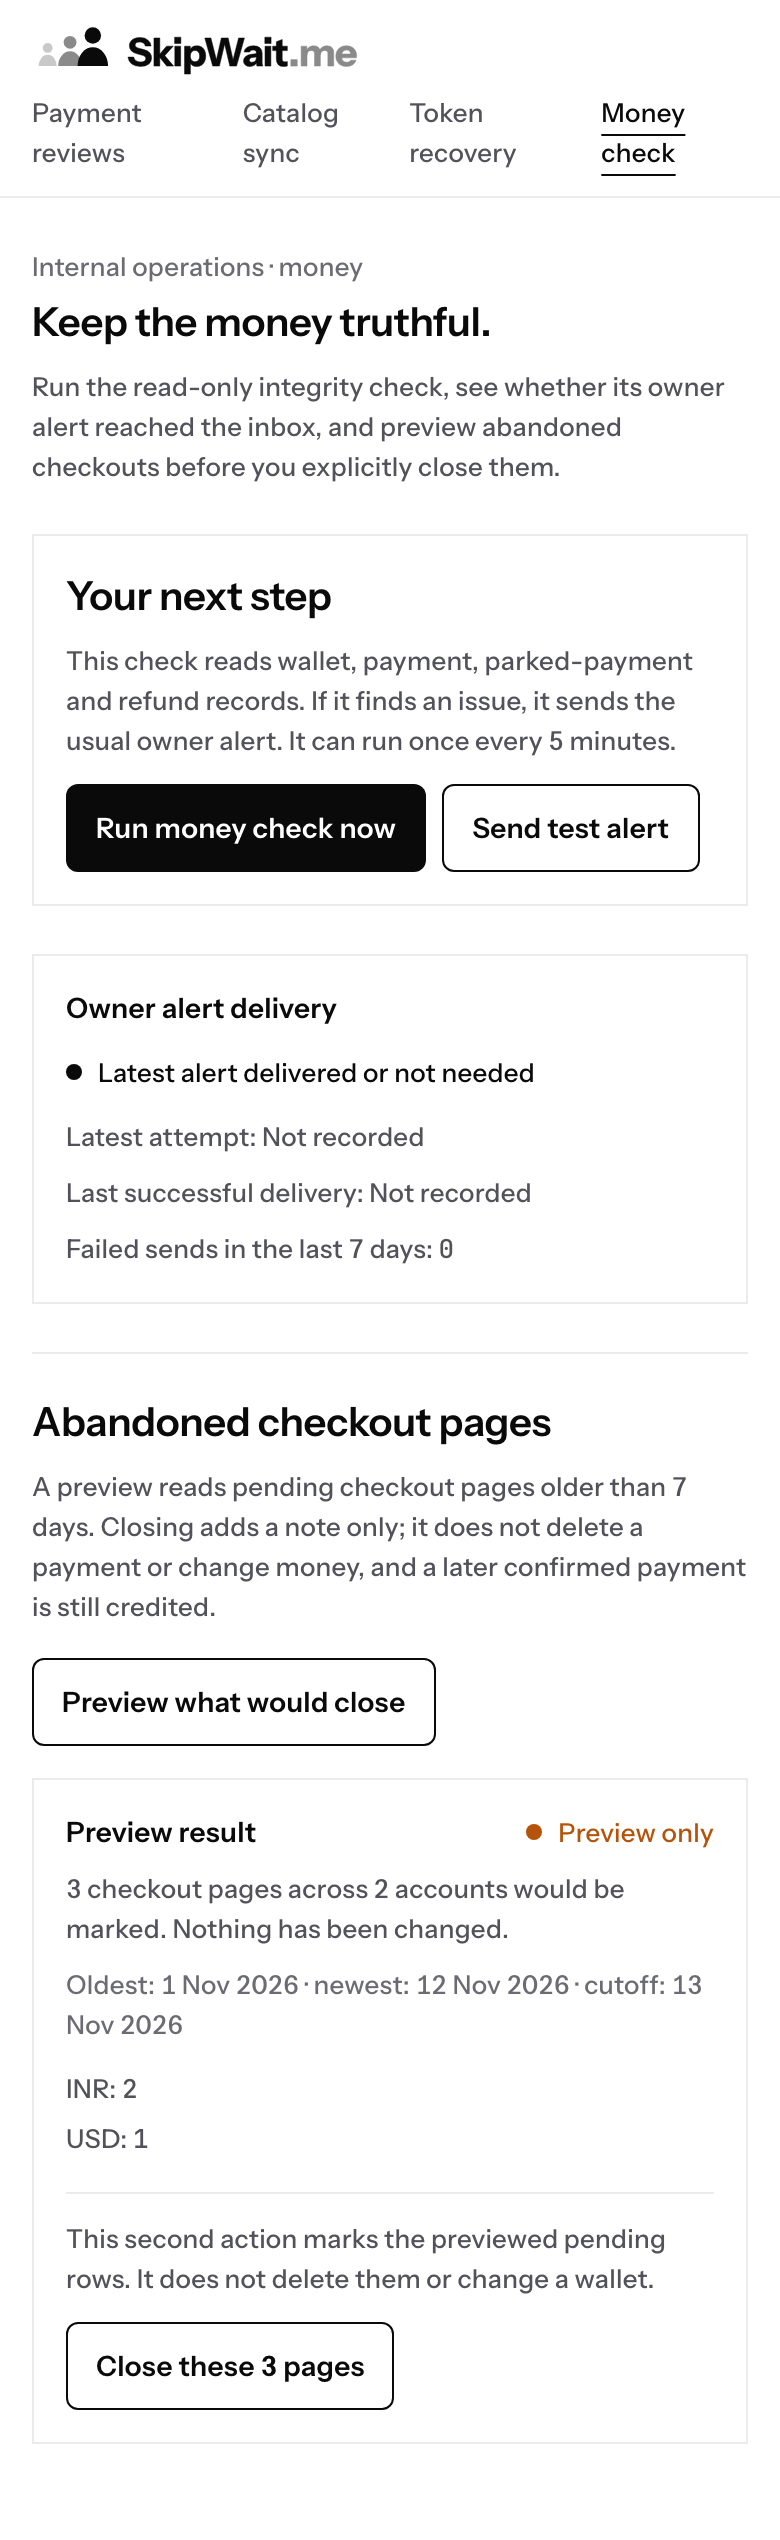 SkipWait.me
Payment reviews
Catalog sync
Token recovery
Money check
Internal operations · money
Keep the money truthful.
Run the read-only integrity check, see whether its owner
alert reached the inbox, and preview abandoned
checkouts before you explicitly close them.
Your next step
This check reads wallet, payment, parked-payment
and refund records. If it finds an issue, it sends the
usual owner alert. It can run once every 5 minutes.
Run money check now
Send test alert
Owner alert delivery
Latest alert delivered or not needed
Latest attempt: Not recorded
Last successful delivery: Not recorded
Failed sends in the last 7 days: 0
Abandoned checkout pages
A preview reads pending checkout pages older than 7
days. Closing adds a note only; it does not delete a
payment or change money, and a later confirmed payment
is still credited.
Preview what would close
Preview result
Preview only
3 checkout pages across 2 accounts would be
marked. Nothing has been changed.
Oldest: 1 Nov 2026 · newest: 12 Nov 2026 · cutoff: 13
Nov 2026
INR: 2
USD: 1
This second action marks the previewed pending
rows. It does not delete them or change a wallet.
Close these 3 pages